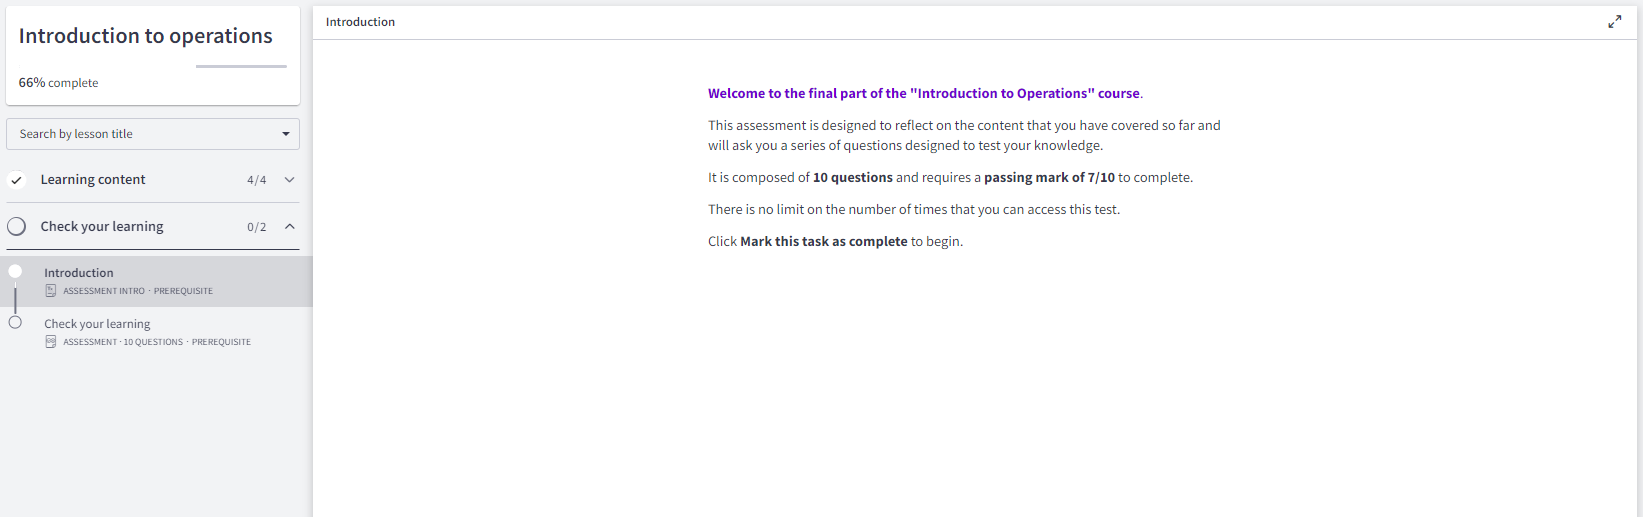 Introduction to operations
66% complete
Search by lesson title
Learning content 4/4
Check your learning 0/2
Introduction
ASSESSMENT INTRO · PREREQUISITE
Check your learning
ASSESSMENT · 10 QUESTIONS · PREREQUISITE
Introduction
Welcome to the final part of the "Introduction to Operations" course.
This assessment is designed to reflect on the content that you have covered so far and
will ask you a series of questions designed to test your knowledge.
It is composed of 10 questions and requires a passing mark of 7/10 to complete.
There is no limit on the number of times that you can access this test.
Click Mark this task as complete to begin.